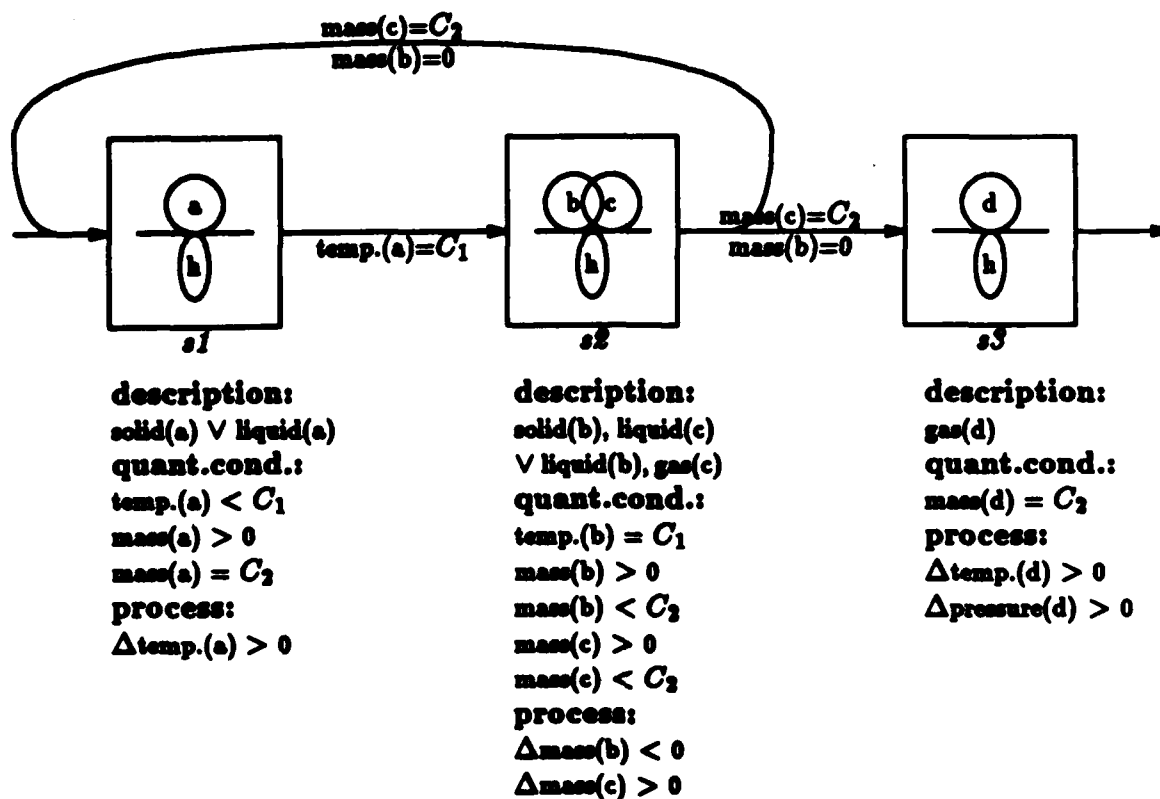 mass(c)=C₂
mass(b)=0
a
h
s1
temp.(a)=C₁
b c
h
s2
mass(c)=C₂
mass(b)=0
d
h
s3
description:
solid(a) ∨ liquid(a)
quant.cond.:
temp.(a) < C₁
mass(a) > 0
mass(a) = C₂
process:
Δtemp.(a) > 0
description:
solid(b), liquid(c)
∨ liquid(b), gas(c)
quant.cond.:
temp.(b) = C₁
mass(b) > 0
mass(b) < C₂
mass(c) > 0
mass(c) < C₂
process:
Δmass(b) < 0
Δmass(c) > 0
description:
gas(d)
quant.cond.:
mass(d) = C₂
process:
Δtemp.(d) > 0
Δpressure(d) > 0